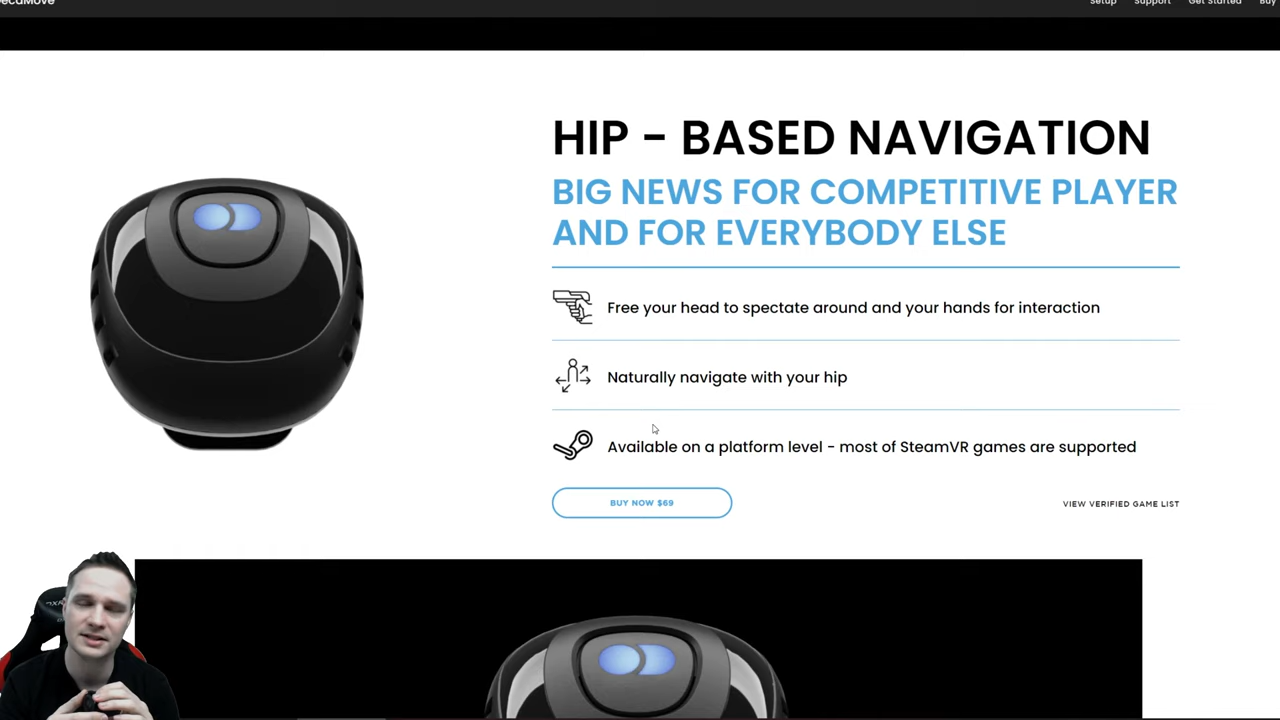 Setup Support Get Started Buy
HIP - BASED NAVIGATION
BIG NEWS FOR COMPETITIVE PLAYER
AND FOR EVERYBODY ELSE
Free your head to spectate around and your hands for interaction
Naturally navigate with your hip
Available on a platform level - most of SteamVR games are supported
BUY NOW $69
VIEW VERIFIED GAME LIST